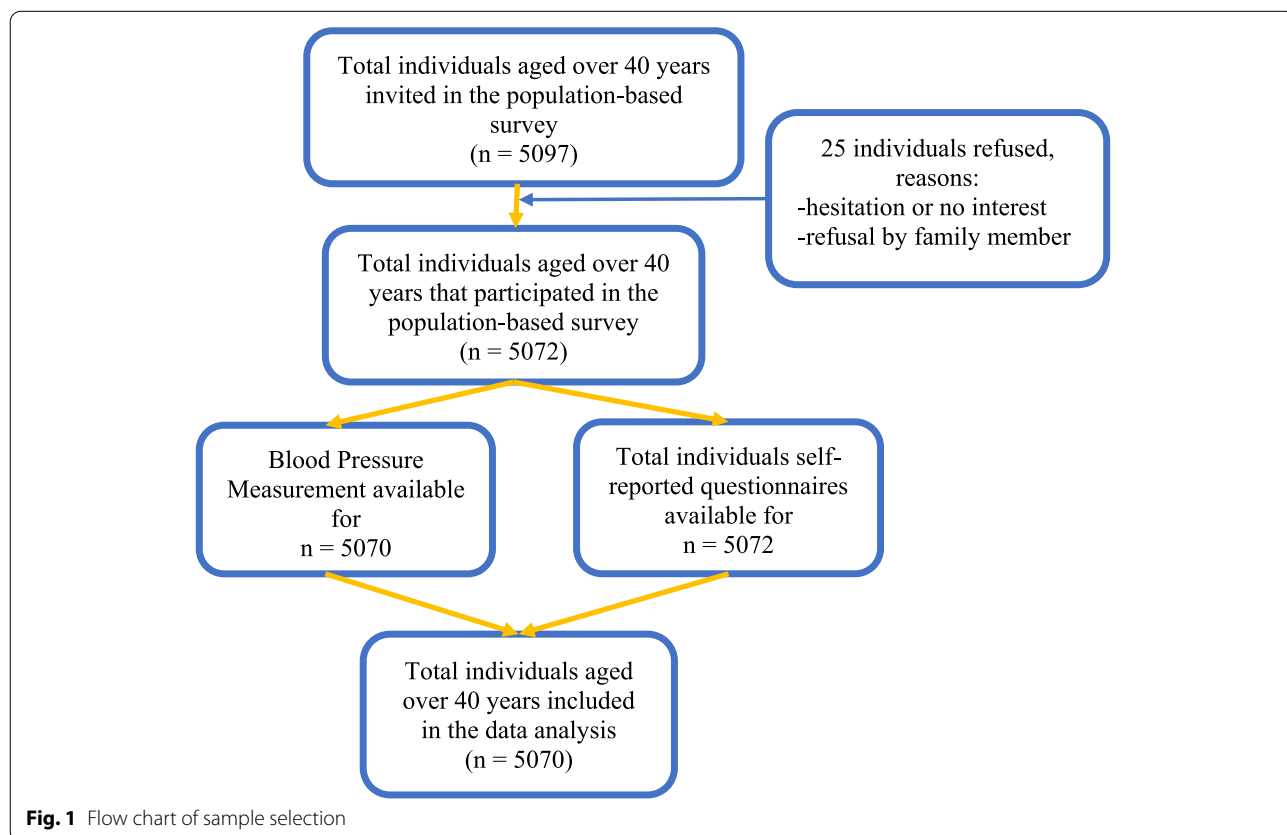 Total individuals aged over 40 years
invited in the population-based
survey
(n = 5097)
25 individuals refused,
reasons:
-hesitation or no interest
-refusal by family member
Total individuals aged over 40
years that participated in the
population-based survey
(n = 5072)
Blood Pressure
Measurement available
for
n = 5070
Total individuals self-
reported questionnaires
available for
n = 5072
Total individuals aged
over 40 years included
in the data analysis
(n = 5070)
Fig. 1 Flow chart of sample selection